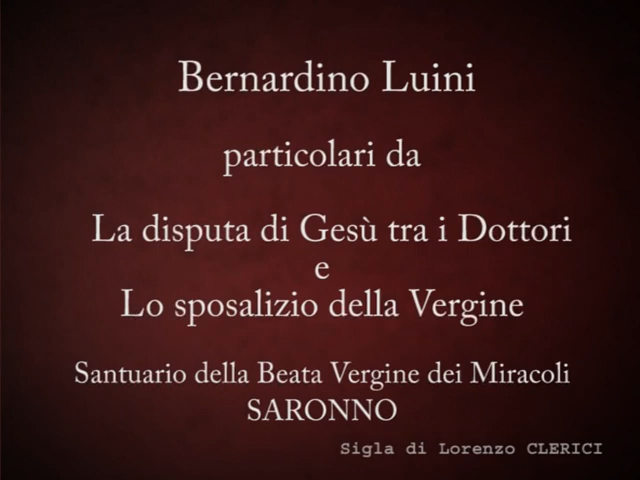 Bernardino Luini
particolari da
La disputa di Gesù tra i Dottori
e
Lo sposalizio della Vergine
Santuario della Beata Vergine dei Miracoli
SARONNO
Sigla di Lorenzo CLERICI